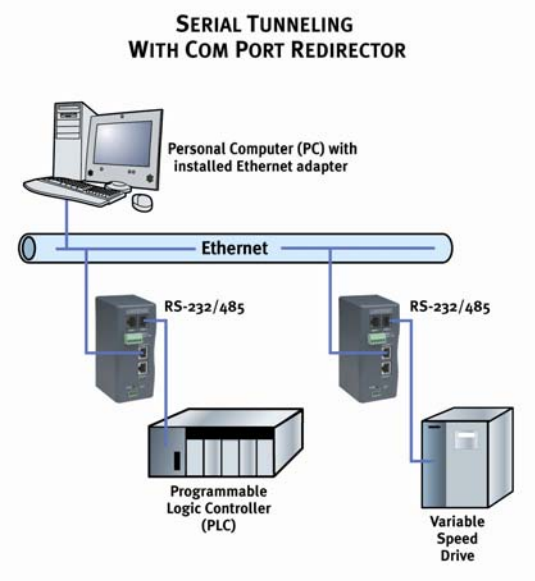 SERIAL TUNNELING
WITH COM PORT REDIRECTOR
Personal Computer (PC) with
installed Ethernet adapter
Ethernet
RS-232/485
RS-232/485
Programmable
Logic Controller
(PLC)
Variable
Speed
Drive